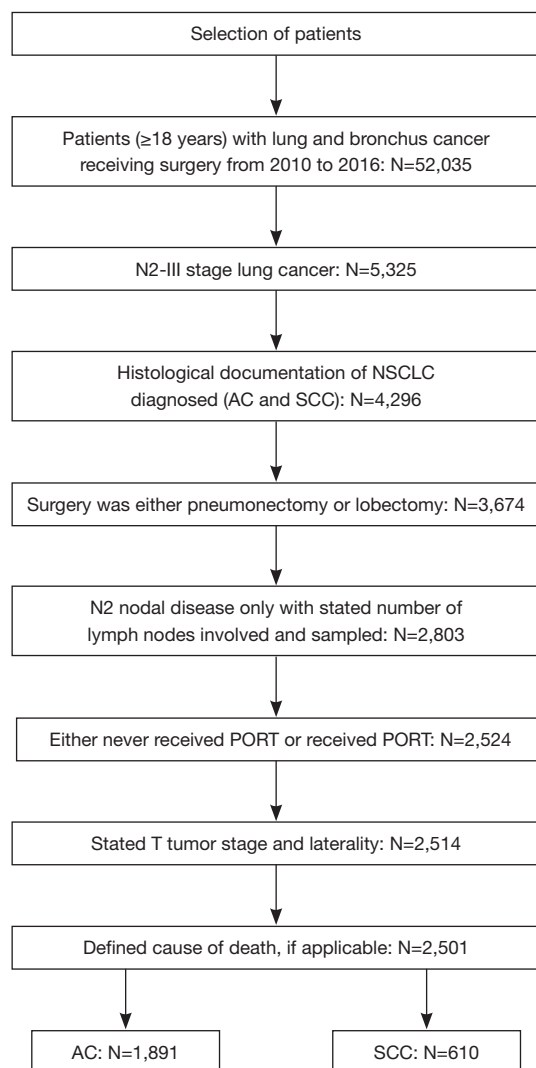 Selection of patients
Patients (≥18 years) with lung and bronchus cancer
receiving surgery from 2010 to 2016: N=52,035
N2-III stage lung cancer: N=5,325
Histological documentation of NSCLC
diagnosed (AC and SCC): N=4,296
Surgery was either pneumonectomy or lobectomy: N=3,674
N2 nodal disease only with stated number of
lymph nodes involved and sampled: N=2,803
Either never received PORT or received PORT: N=2,524
Stated T tumor stage and laterality: N=2,514
Defined cause of death, if applicable: N=2,501
AC: N=1,891
SCC: N=610